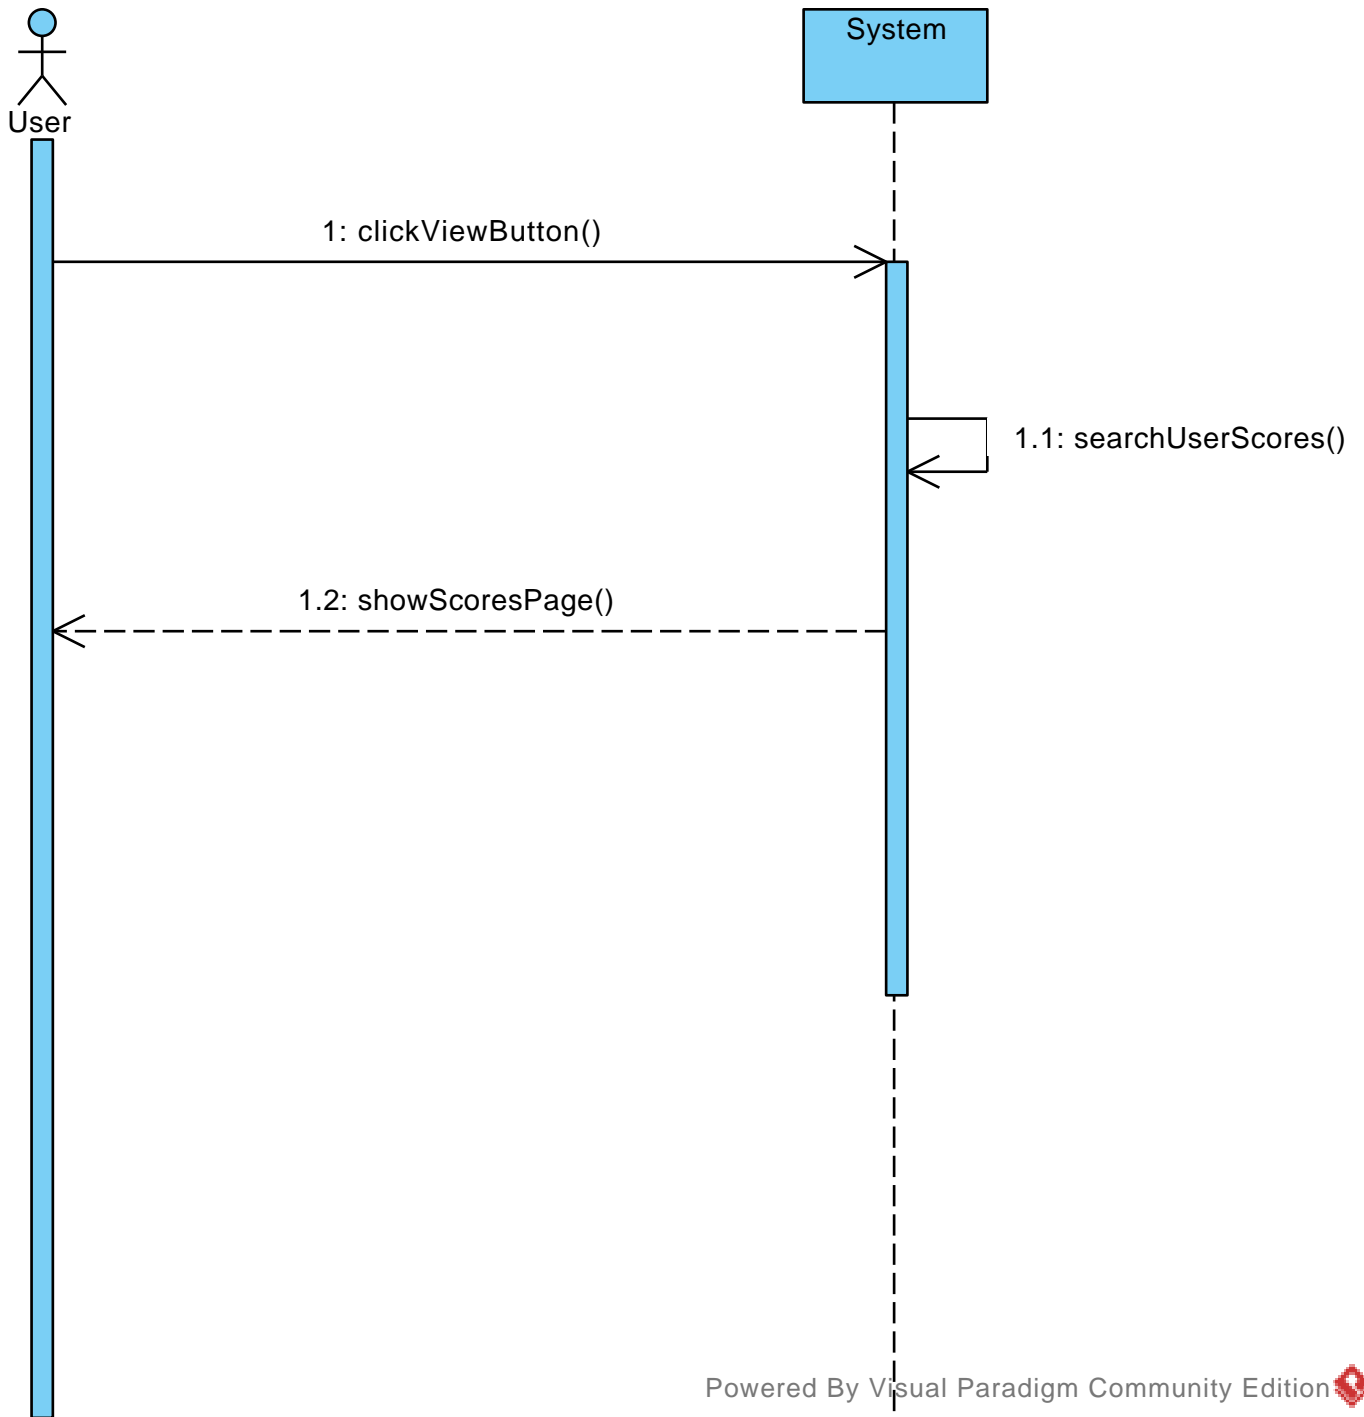 System
User
1: clickViewButton()
1.1: searchUserScores()
1.2: showScoresPage()
Powered By Visual Paradigm Community Edition